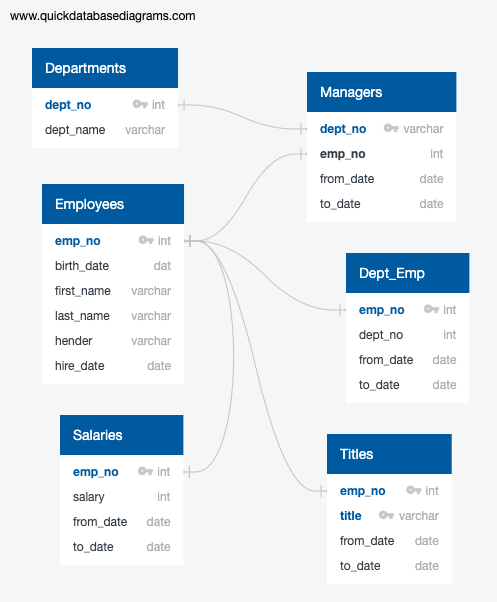 www.quickdatabasediagrams.com
Departments
dept_no int
dept_name varchar
Managers
dept_no varchar
emp_no int
from_date date
to_date date
Employees
emp_no int
birth_date dat
first_name varchar
last_name varchar
hender varchar
hire_date date
Dept_Emp
emp_no int
dept_no int
from_date date
to_date date
Salaries
emp_no int
salary int
from_date date
to_date date
Titles
emp_no int
title varchar
from_date date
to_date date